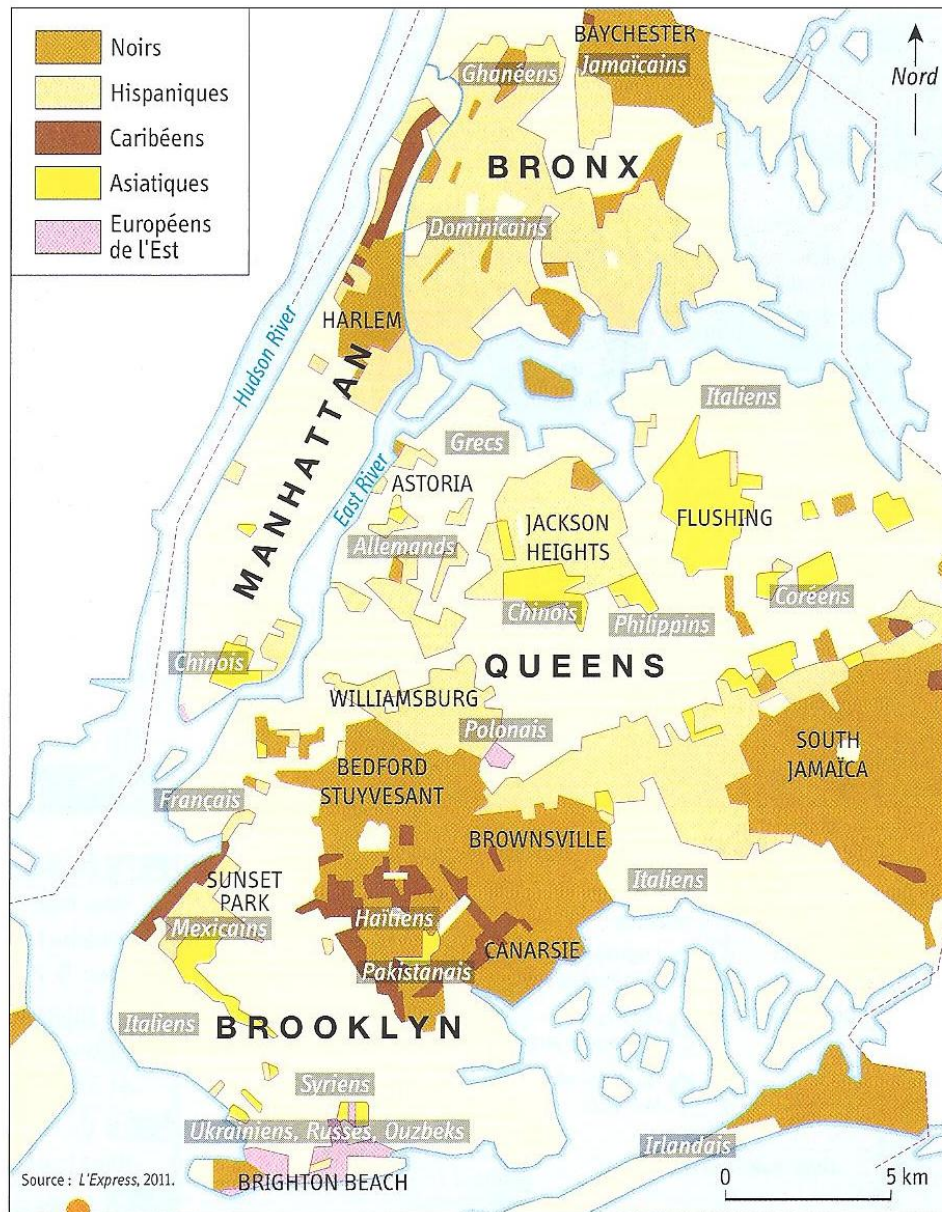 Noirs
Hispaniques
Caribéens
Asiatiques
Européens
de l'Est
Nord
BAYCHESTER
Jamaïcains
Ghanéens
BRONX
Dominicains
HARLEM
Hudson River
MANHATTAN
East River
Italiens
Grecs
ASTORIA
Allemands
JACKSON
HEIGHTS
FLUSHING
Chinois
Philippins
Coréens
Chinois
QUEENS
WILLIAMSBURG
Polonais
BEDFORD
STUYVESANT
SOUTH
JAMAÏCA
Français
BROWNSVILLE
SUNSET
PARK
Italiens
Mexicains
Haïtiens
CANARSIE
Pakistanais
Italiens
BROOKLYN
Syriens
Ukrainiens, Russes, Ouzbeks
Irlandais
BRIGHTON BEACH
Source : L'Express, 2011.
0 5 km